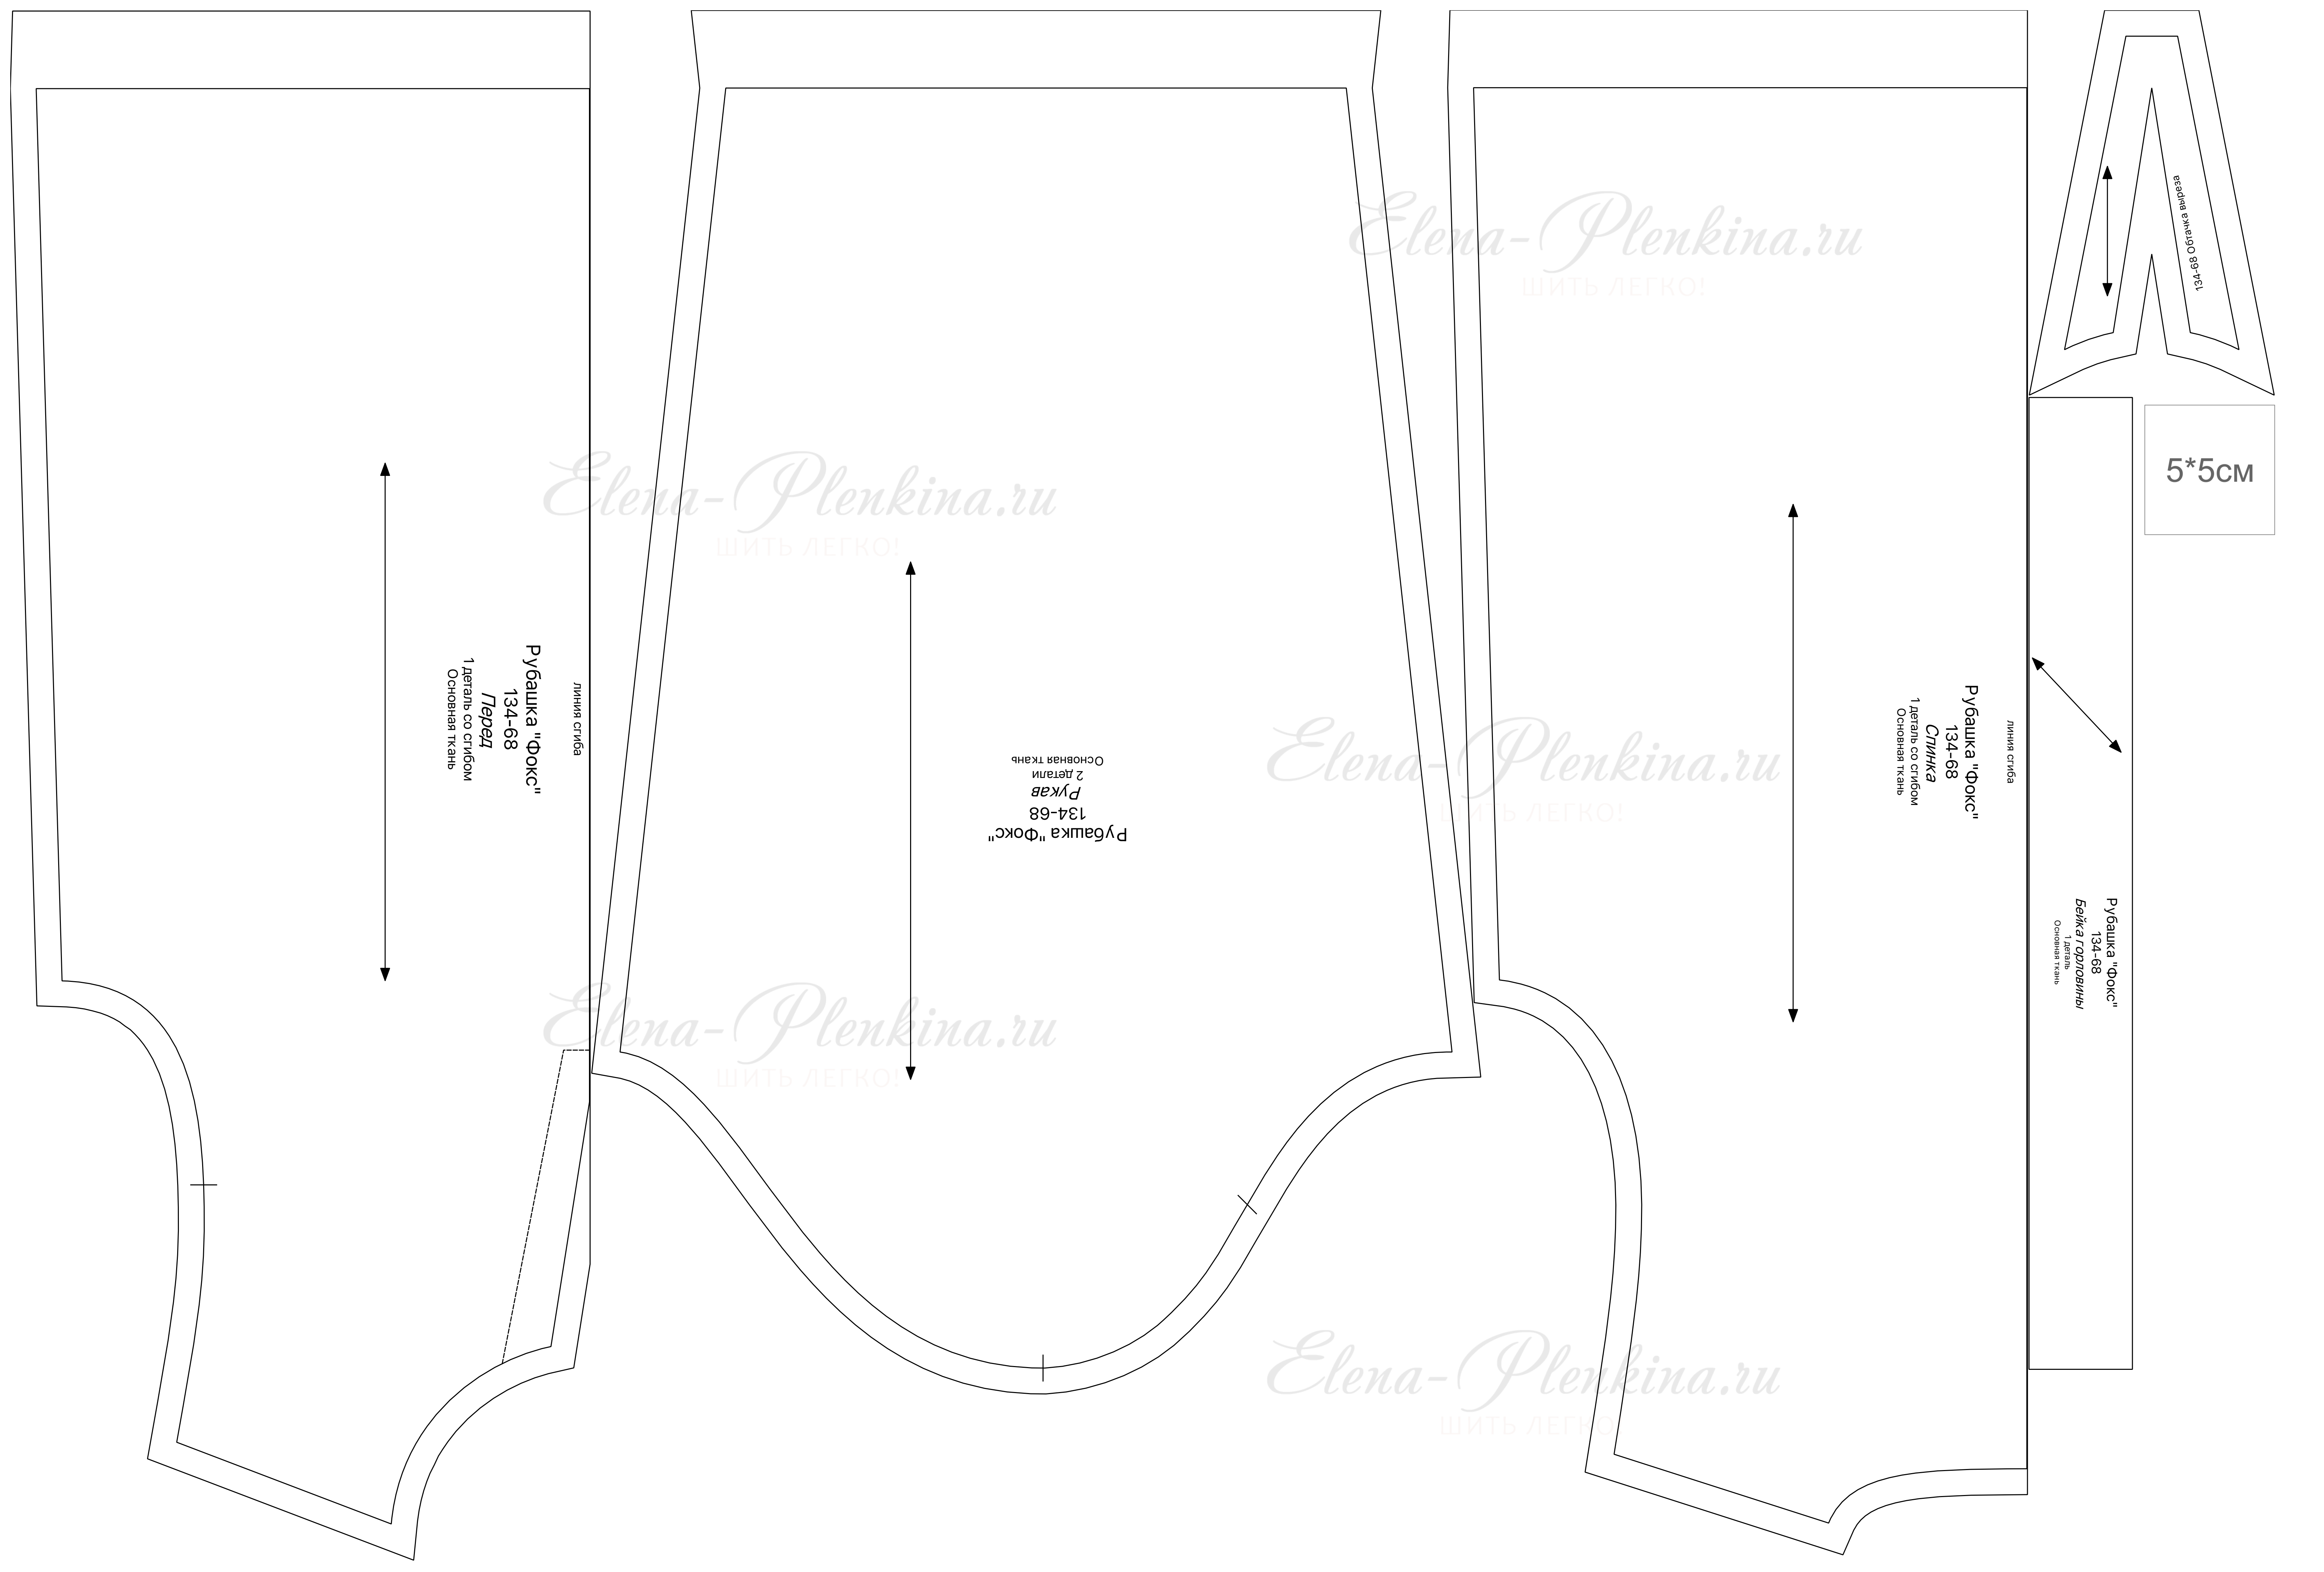 Рубашка "Фокс"
134-68
Перед
1 деталь со сгибом
Основная ткань
линия сгиба
Рубашка "Фокс"
134-68
Рукав
2 детали
Основная ткань
Рубашка "Фокс"
134-68
Спинка
1 деталь со сгибом
Основная ткань
линия сгиба
134-68 Обтачка выреза
5*5см
Рубашка "Фокс"
134-68
Бейка горловины
1 деталь
Основная ткань
Elena-Plenkina.ru
ШИТЬ ЛЕГКО!
Elena-Plenkina.ru
ШИТЬ ЛЕГКО!
Elena-Plenkina.ru
ШИТЬ ЛЕГКО!
Elena-Plenkina.ru
ШИТЬ ЛЕГКО!
Elena-Plenkina.ru
ШИТЬ ЛЕГКО